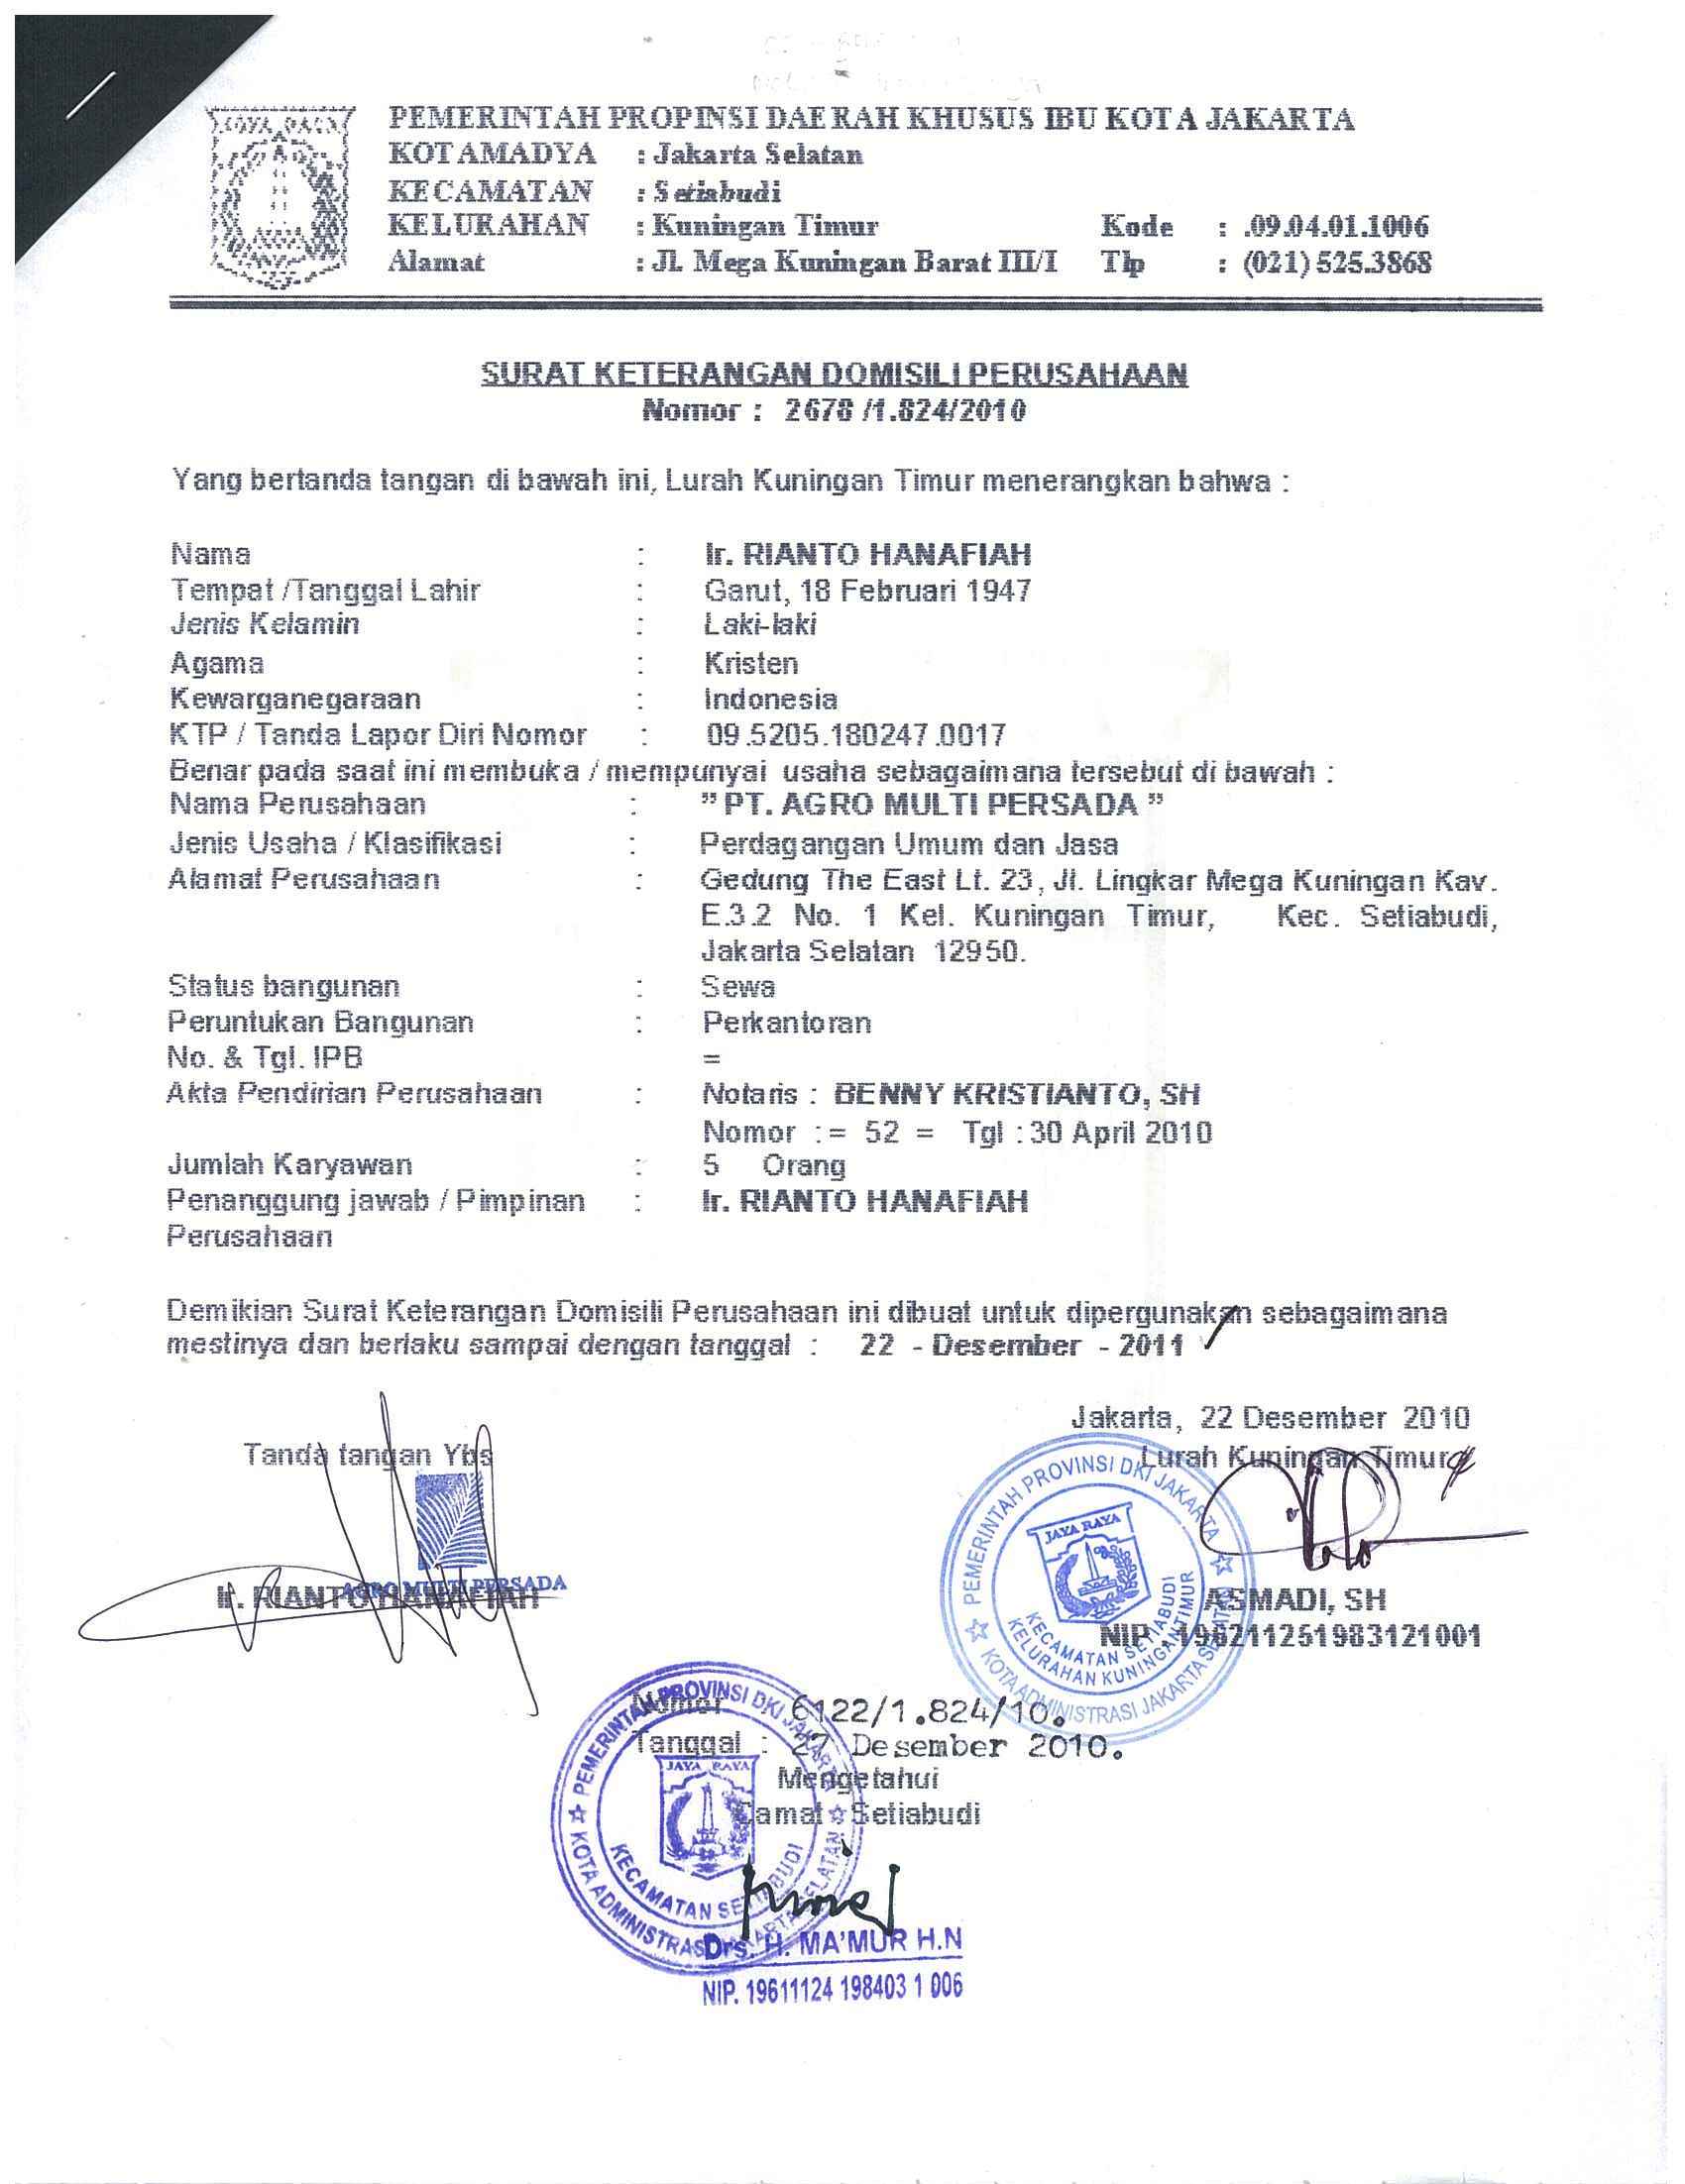 JAYA RAYA
PEMERINTAH PROPINSI DAERAH KHUSUS IBU KOTA JAKARTA
KOTAMADYA : Jakarta Selatan
KECAMATAN : Setiabudi
KELURAHAN : Kuningan Timur Kode : .09.04.01.1006
Alamat : Jl. Mega Kuningan Barat III/I Tlp : (021) 525.3868
SURAT KETERANGAN DOMISILI PERUSAHAAN
Nomor : 2678 /1.824/2010
Yang bertanda tangan di bawah ini, Lurah Kuningan Timur menerangkan bahwa :
Nama : Ir. RIANTO HANAFIAH
Tempat /Tanggal Lahir : Garut, 18 Februari 1947
Jenis Kelamin : Laki-laki
Agama : Kristen
Kewarganegaraan : Indonesia
KTP / Tanda Lapor Diri Nomor : 09.5205.180247.0017
Benar pada saat ini membuka / mempunyai usaha sebagaimana tersebut di bawah :
Nama Perusahaan : ” PT. AGRO MULTI PERSADA ”
Jenis Usaha / Klasifikasi : Perdagangan Umum dan Jasa
Alamat Perusahaan : Gedung The East Lt. 23, Jl. Lingkar Mega Kuningan Kav.
E.3.2 No. 1 Kel. Kuningan Timur, Kec. Setiabudi,
Jakarta Selatan 12950.
Status bangunan : Sewa
Peruntukan Bangunan : Perkantoran
No. & Tgl. IPB =
Akta Pendirian Perusahaan : Notaris : BENNY KRISTIANTO, SH
Nomor := 52 = Tgl : 30 April 2010
Jumlah Karyawan : 5 Orang
Penanggung jawab / Pimpinan : Ir. RIANTO HANAFIAH
Perusahaan
Demikian Surat Keterangan Domisili Perusahaan ini dibuat untuk dipergunakan sebagaimana
mestinya dan berlaku sampai dengan tanggal : 22 - Desember - 2011
Jakarta, 22 Desember 2010
Tanda tangan Ybs
Lurah Kuningan Timur
AGRO MULTI PERSADA
Ir. RIANTO HANAFIAH
PEMERINTAH PROVINSI DKI JAKARTA
JAYA RAYA
KECAMATAN SETIABUDI
KELURAHAN KUNINGAN TIMUR
KOTA ADMINISTRASI JAKARTA SELATAN
ASMADI, SH
NIP. 196211251983121001
Nomor 6122/1.824/10.
Tanggal : 27 Desember 2010.
Mengetahui
Camat Setiabudi
PEMERINTAH PROVINSI DKI JAKARTA
JAYA RAYA
KECAMATAN SETIABUDI
KOTA ADMINISTRASI JAKARTA SELATAN
Drs. H. MA'MUR H.N
NIP. 19611124 198403 1 006